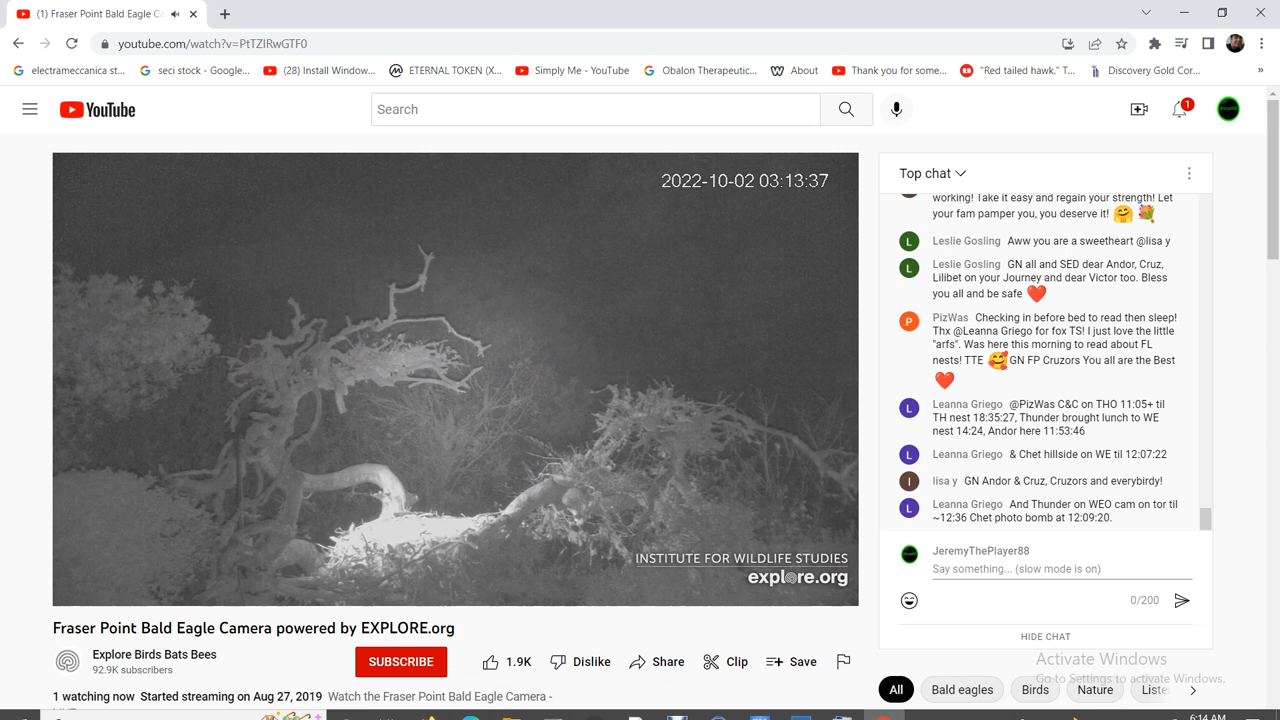 (1) Fraser Point Bald Eagle Ca
youtube.com/watch?v=PtTZIRwGTF0
electrameccanica st...
seci stock - Google...
(28) Install Window...
ETERNAL TOKEN (X...
Simply Me - YouTube
Obalon Therapeutic...
About
Thank you for some...
"Red tailed hawk." T...
Discovery Gold Cor...
»
YouTube
Search
1
2022-10-02 03:13:37
INSTITUTE FOR WILDLIFE STUDIES
explore.org
Top chat
working! Take it easy and regain your strength! Let
your fam pamper you, you deserve it! 🤗 💐
L
Leslie Gosling Aww you are a sweetheart @lisa y
L
Leslie Gosling GN all and SED dear Andor, Cruz,
Lilibet on your Journey and dear Victor too. Bless
you all and be safe ❤️
P
PizWas Checking in before bed to read then sleep!
Thx @Leanna Griego for fox TS! I just love the little
"arfs". Was here this morning to read about FL
nests! TTE 🥰 GN FP Cruzors You all are the Best
❤️
L
Leanna Griego @PizWas C&C on THO 11:05+ til
TH nest 18:35:27, Thunder brought lunch to WE
nest 14:24, Andor here 11:53:46
L
Leanna Griego & Chet hillside on WE til 12:07:22
l
lisa y GN Andor & Cruz, Cruzors and everybirdy!
L
Leanna Griego And Thunder on WEO cam on tor til
~12:36 Chet photo bomb at 12:09:20.
JeremyThePlayer88
Say something... (slow mode is on)
0/200
HIDE CHAT
Fraser Point Bald Eagle Camera powered by EXPLORE.org
Explore Birds Bats Bees
92.9K subscribers
SUBSCRIBE
1.9K
Dislike
Share
Clip
Save
1 watching now Started streaming on Aug 27, 2019 Watch the Fraser Point Bald Eagle Camera -
Activate Windows
Go to Settings to activate Windows.
All
Bald eagles
Birds
Nature
Liste
6:14 AM